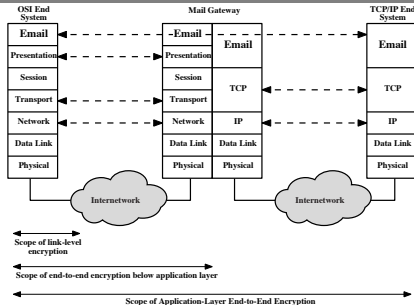 OSI End
System
Mail Gateway
TCP/IP End
System
Email
Presentation
Session
Transport
Network
Data Link
Physical
Email
Presentation
Session
Transport
Network
Data Link
Physical
Email
TCP
IP
Data Link
Physical
Email
TCP
IP
Data Link
Physical
Internetwork
Internetwork
Scope of link-level
encryption
Scope of end-to-end encryption below application layer
Scope of Application-Layer End-to-End Encryption